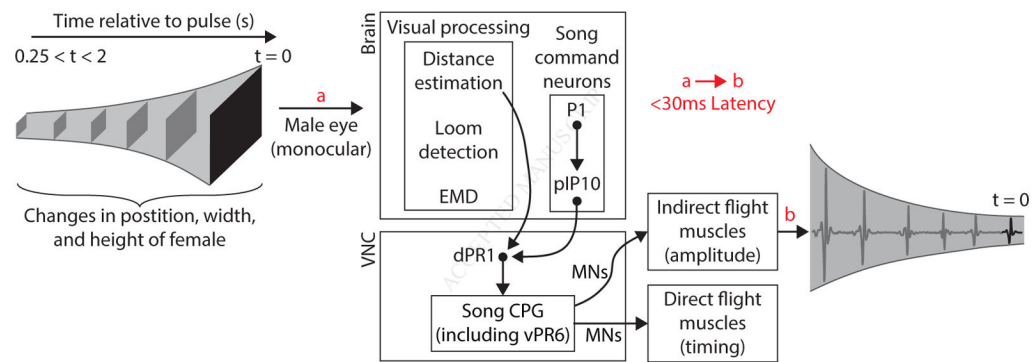 Time relative to pulse (s)
0.25 < t < 2
t = 0
Changes in postition, width,
and height of female
a
Male eye
(monocular)
Brain
Visual processing
Distance
estimation
Loom
detection
EMD
Song
command
neurons
P1
pIP10
VNC
dPR1
Song CPG
(including vPR6)
MNs
MNs
Indirect flight
muscles
(amplitude)
Direct flight
muscles
(timing)
a b
<30ms Latency
b
t = 0
ACCEPTED MANUSCRIPT